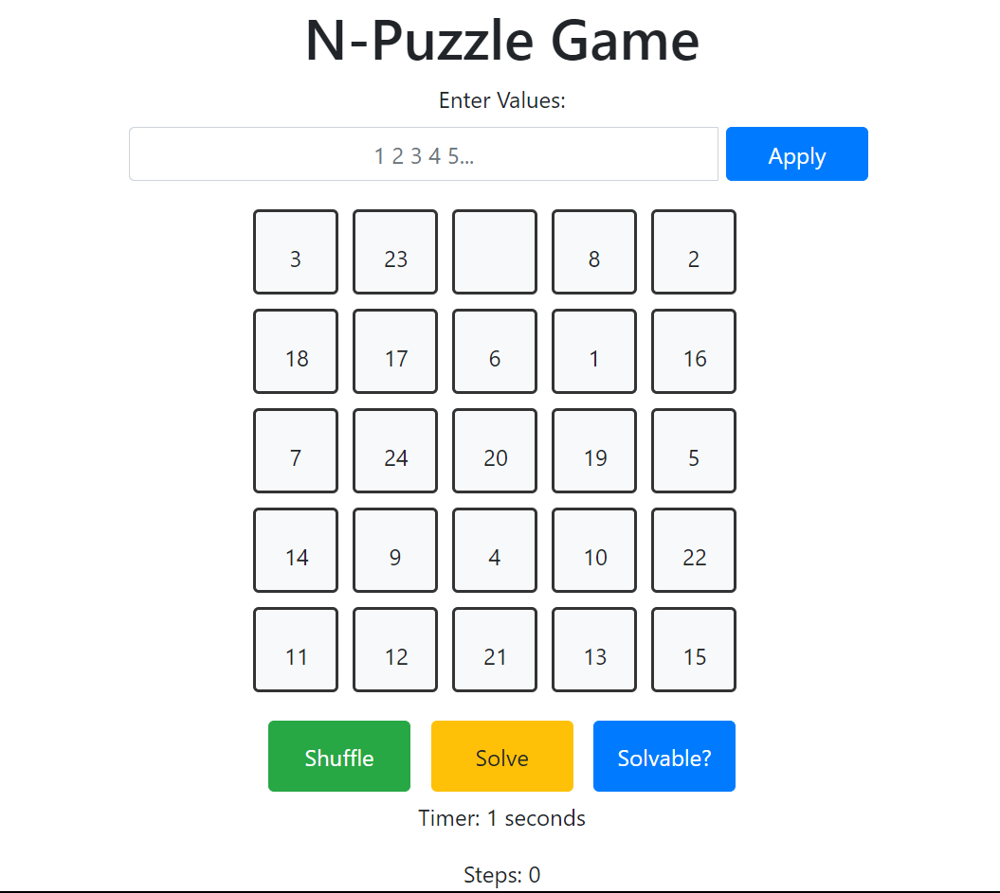 N-Puzzle Game
Enter Values:
1 2 3 4 5... Apply
3 23 8 2
18 17 6 1 16
7 24 20 19 5
14 9 4 10 22
11 12 21 13 15
Shuffle Solve Solvable?
Timer: 1 seconds
Steps: 0